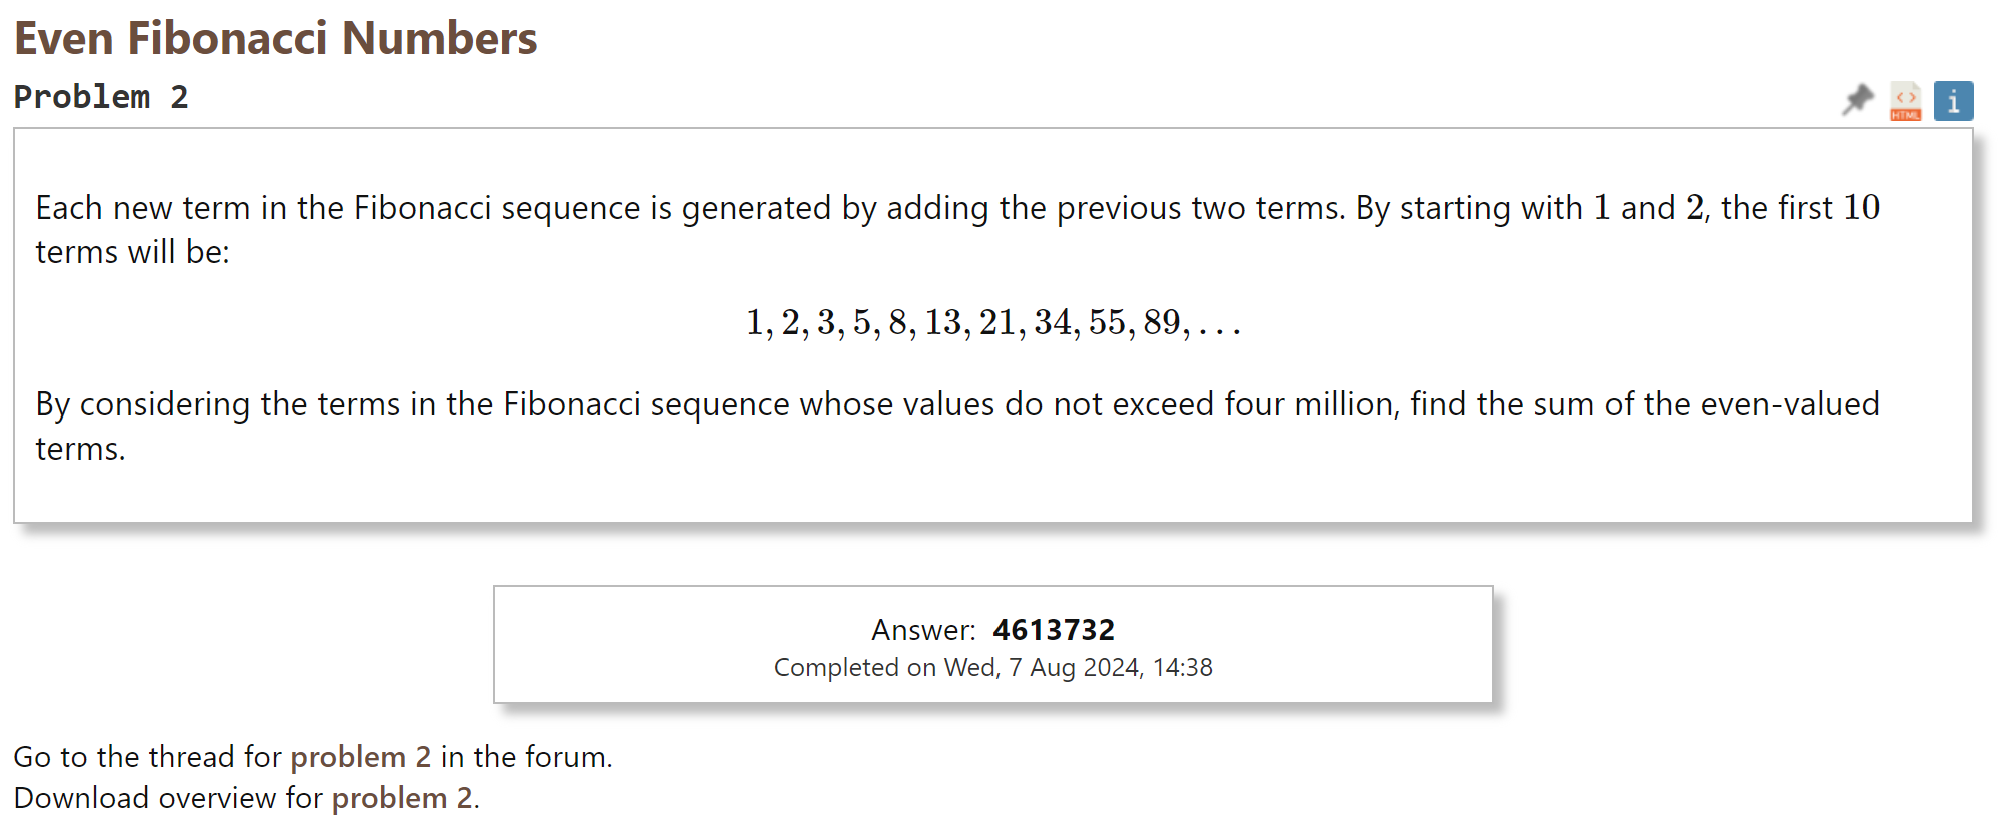 Even Fibonacci Numbers
Problem 2
HTML
i
Each new term in the Fibonacci sequence is generated by adding the previous two terms. By starting with 1 and 2, the first 10
terms will be:
1, 2, 3, 5, 8, 13, 21, 34, 55, 89, . . .
By considering the terms in the Fibonacci sequence whose values do not exceed four million, find the sum of the even-valued
terms.
Answer: 4613732
Completed on Wed, 7 Aug 2024, 14:38
Go to the thread for problem 2 in the forum.
Download overview for problem 2.